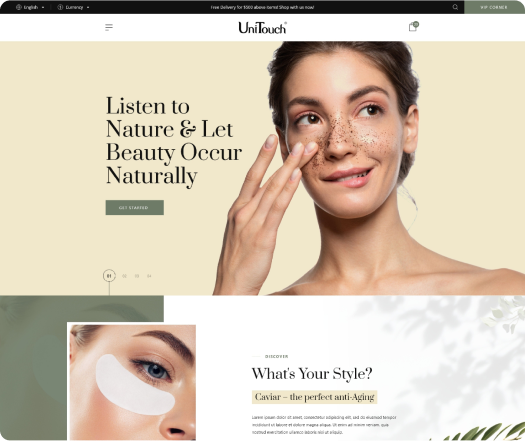 English
Currency
Free Delivery for $500 above items! Shop with us now!
VIP CORNER
UniTouch
Listen to
Nature & Let
Beauty Occur
Naturally
GET STARTED
01 02 03 04
DISCOVER
What's Your Style?
Caviar – the perfect anti-Aging
Lorem ipsum dolor sit amet, consectetur adipiscing elit, sed do eiusmod tempor
incididunt ut labore et dolore magna aliqua. Ut enim ad minim veniam, quis
nostrud exercitation ullamco laboris nisi ut aliquip.